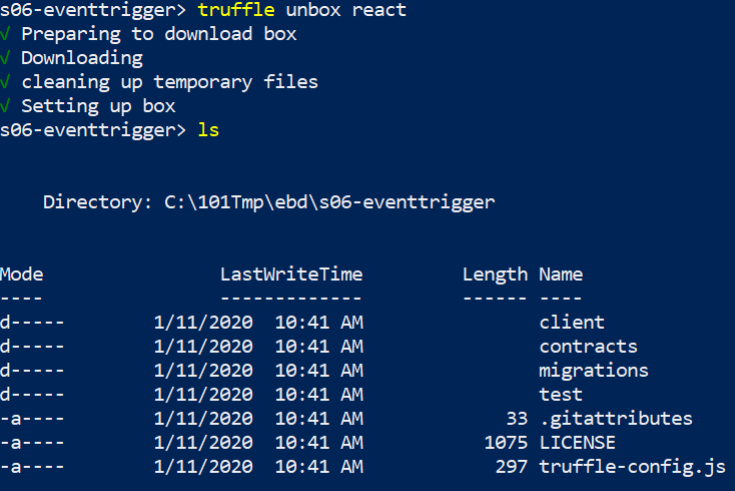 s06-eventtrigger> truffle unbox react
√ Preparing to download box
√ Downloading
√ cleaning up temporary files
√ Setting up box
s06-eventtrigger> ls
Directory: C:\101Tmp\ebd\s06-eventtrigger
Mode LastWriteTime Length Name
---- ------------- ------ ----
d----- 1/11/2020 10:41 AM client
d----- 1/11/2020 10:41 AM contracts
d----- 1/11/2020 10:41 AM migrations
d----- 1/11/2020 10:41 AM test
-a---- 1/11/2020 10:41 AM 33 .gitattributes
-a---- 1/11/2020 10:41 AM 1075 LICENSE
-a---- 1/11/2020 10:41 AM 297 truffle-config.js